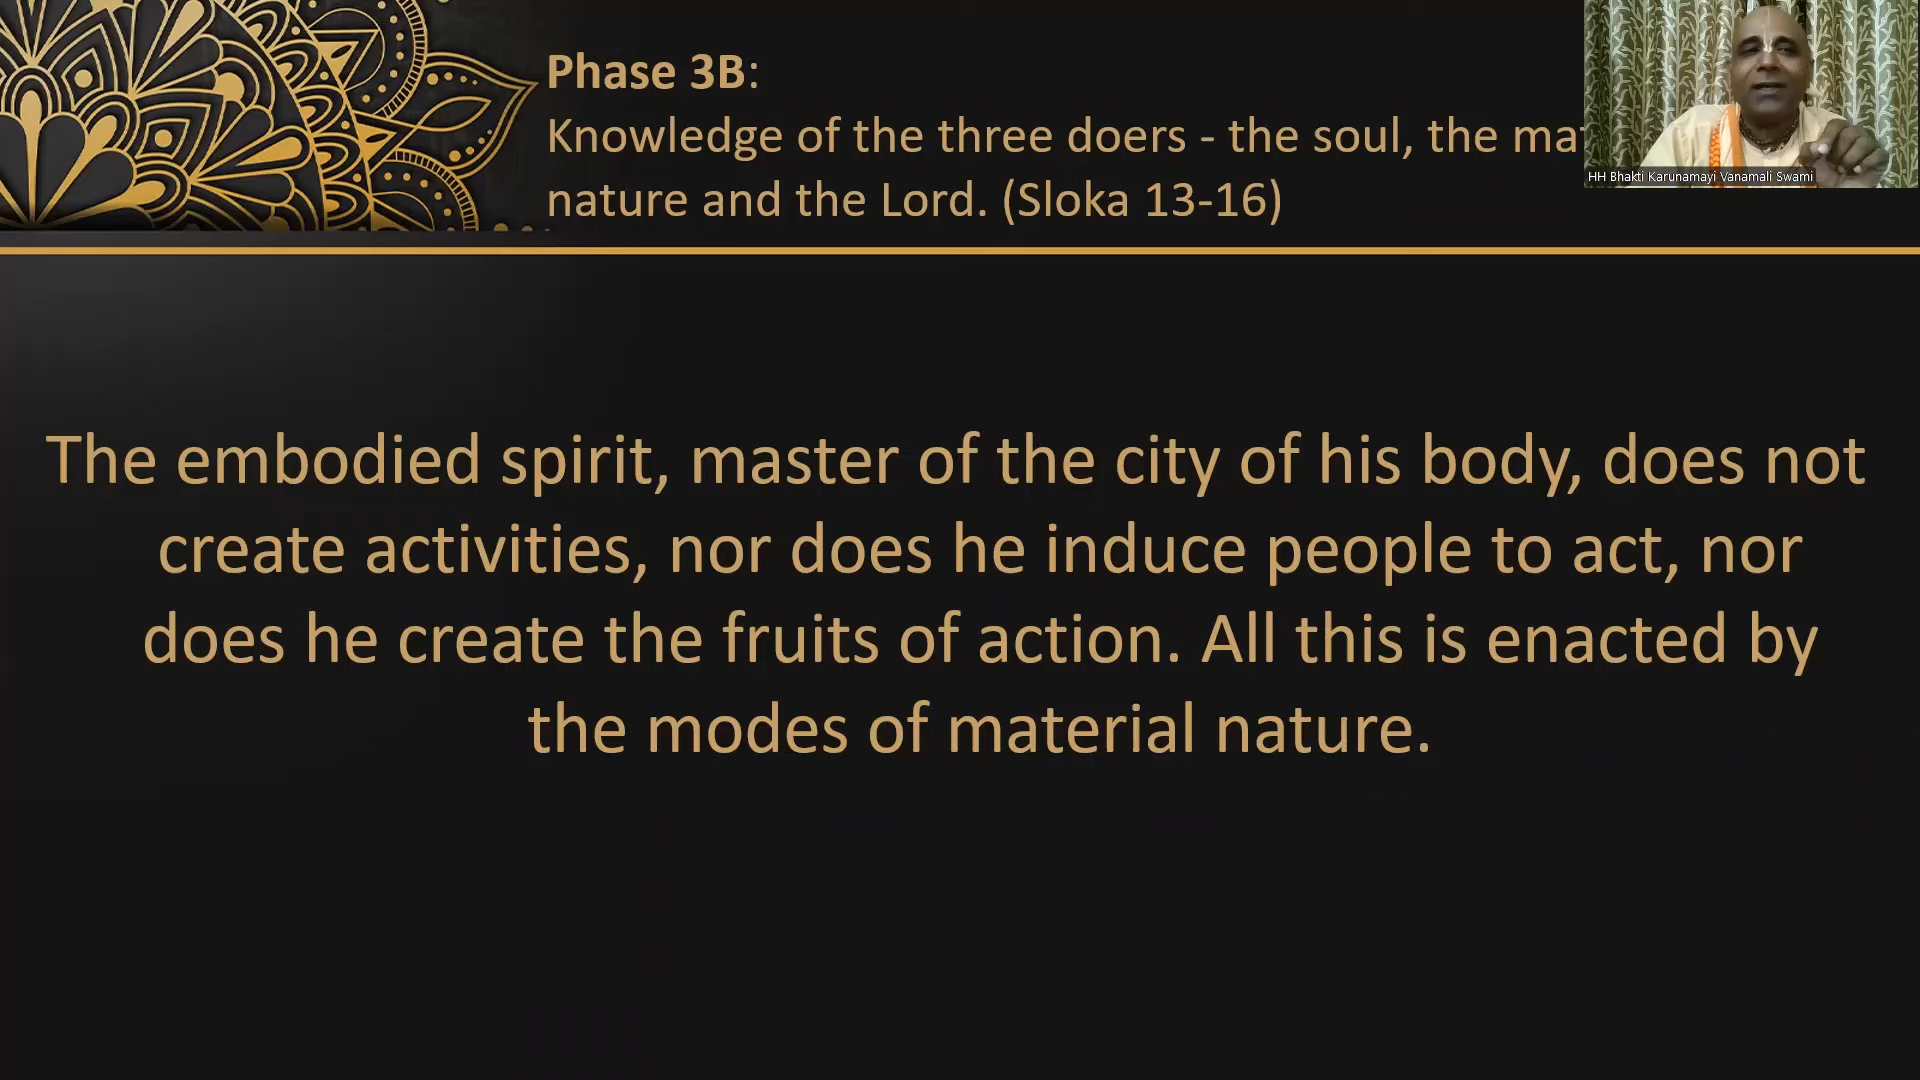 Phase 3B:
Knowledge of the three doers - the soul, the
nature and the Lord. (Sloka 13-16)
HH Bhakti Karunamayi Vanamali Swami
The embodied spirit, master of the city of his body, does not
create activities, nor does he induce people to act, nor
does he create the fruits of action. All this is enacted by
the modes of material nature.